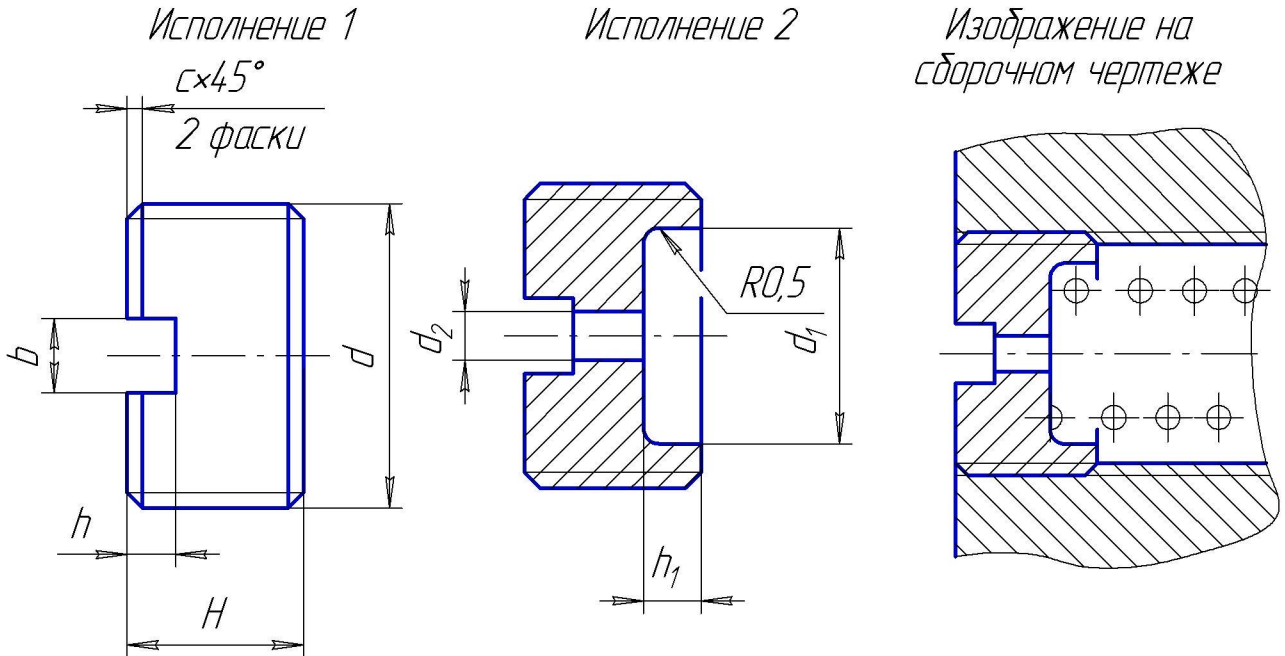 Исполнение 1
c×45°
2 фаски
b
h
H
d
Исполнение 2
d₂
R0,5
d₁
h₁
Изображение на
сборочном чертеже